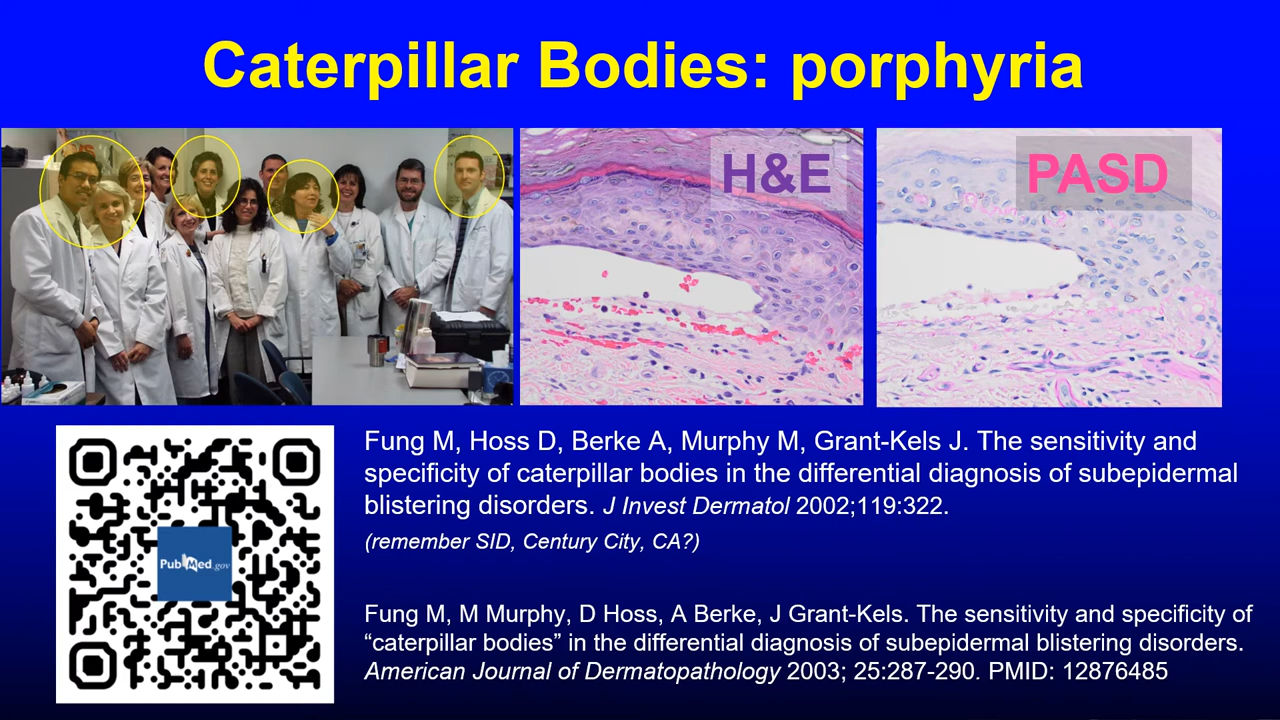 Caterpillar Bodies: porphyria
H&E
PASD
Fung M, Hoss D, Berke A, Murphy M, Grant-Kels J. The sensitivity and
specificity of caterpillar bodies in the differential diagnosis of subepidermal
blistering disorders. J Invest Dermatol 2002;119:322.
(remember SID, Century City, CA?)
PubMed.gov
Fung M, M Murphy, D Hoss, A Berke, J Grant-Kels. The sensitivity and specificity of
“caterpillar bodies” in the differential diagnosis of subepidermal blistering disorders.
American Journal of Dermatopathology 2003; 25:287-290. PMID: 12876485